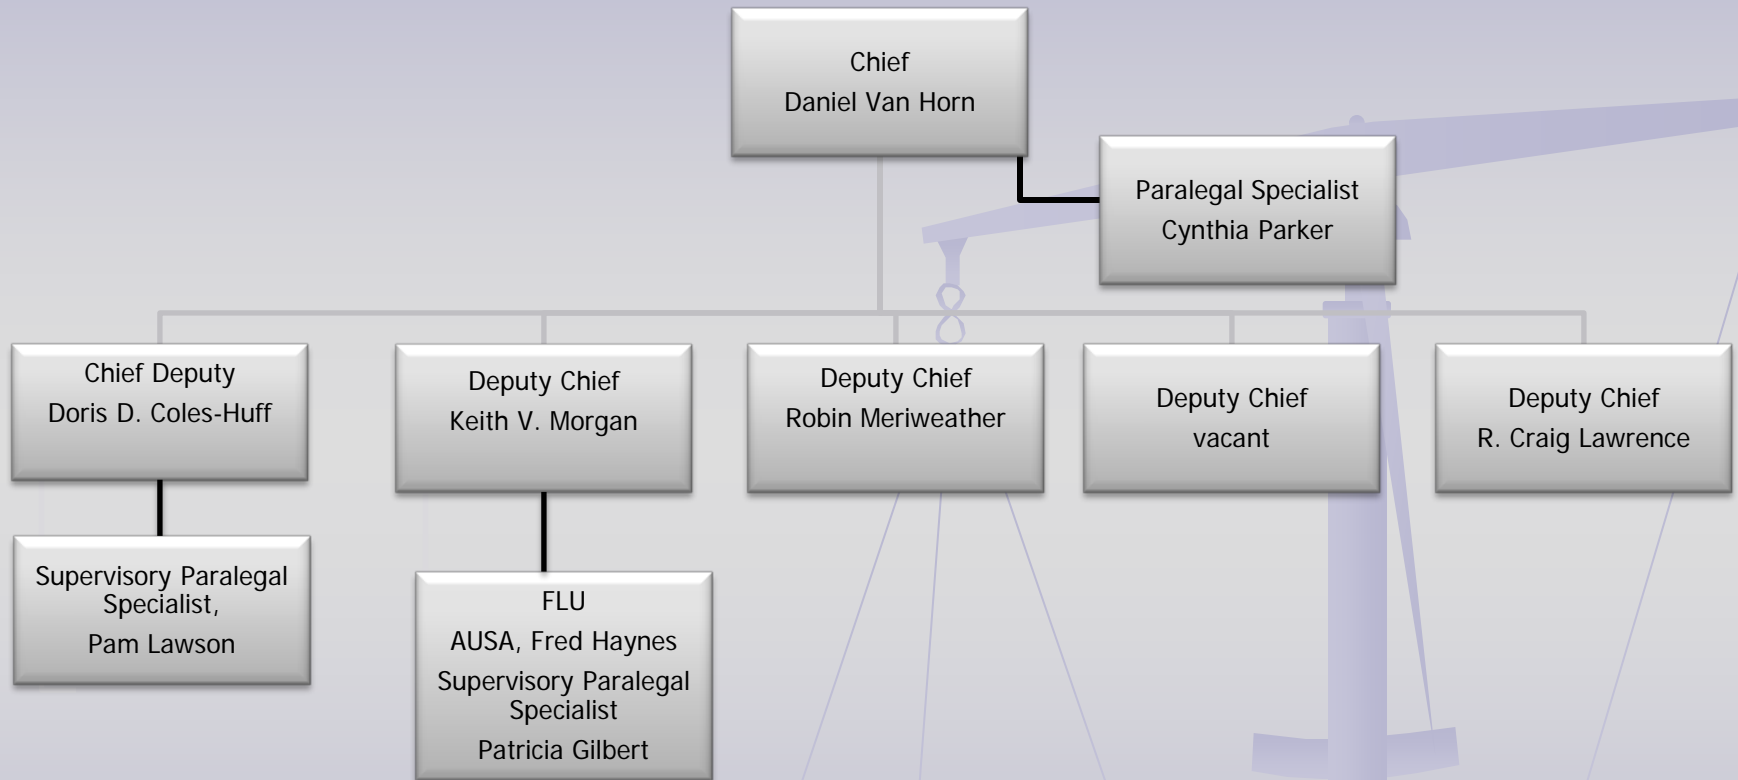 Chief
Daniel Van Horn
Paralegal Specialist
Cynthia Parker
Chief Deputy
Doris D. Coles-Huff
Deputy Chief
Keith V. Morgan
Deputy Chief
Robin Meriweather
Deputy Chief
vacant
Deputy Chief
R. Craig Lawrence
Supervisory Paralegal
Specialist,
Pam Lawson
FLU
AUSA, Fred Haynes
Supervisory Paralegal
Specialist
Patricia Gilbert